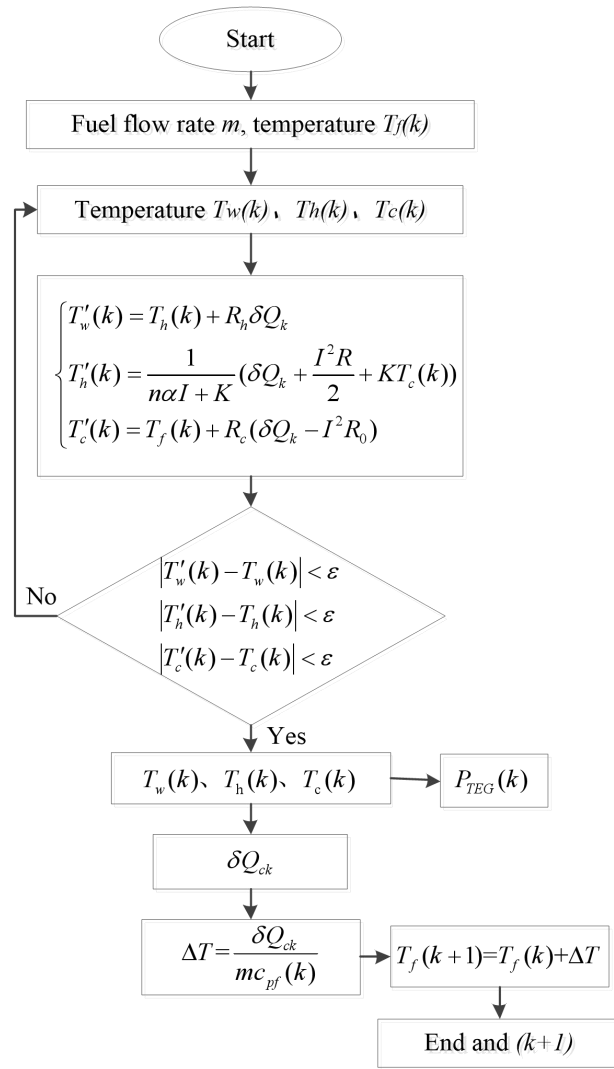 Start
Fuel flow rate m, temperature Tf(k)
Temperature Tw(k)、Th(k)、Tc(k)
T′w(k)=Th(k)+RhδQk
T′h(k)=1/(nαI+K)(δQk+I²R/2+KTc(k))
T′c(k)=Tf(k)+Rc(δQk−I²R0)
|T′w(k)−Tw(k)|<ε
No
|T′h(k)−Th(k)|<ε
|T′c(k)−Tc(k)|<ε
Yes
Tw(k)、Th(k)、Tc(k)
PTEG(k)
δQck
ΔT=δQck/mcpf(k)
Tf(k+1)=Tf(k)+ΔT
End and (k+1)